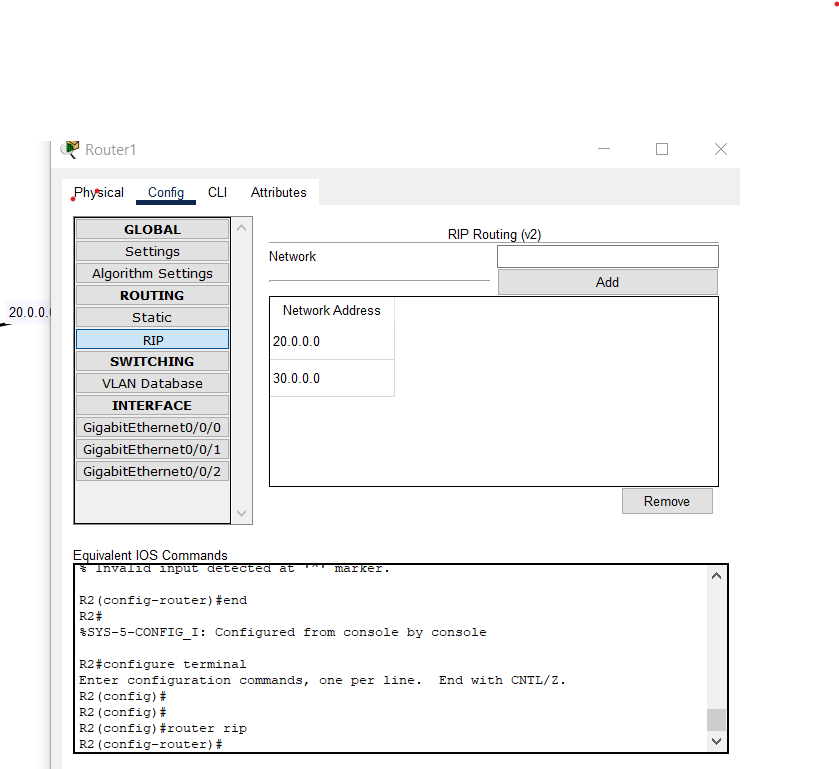 Router1
Physical Config CLI Attributes
GLOBAL
Settings
Algorithm Settings
ROUTING
Static
RIP
SWITCHING
VLAN Database
INTERFACE
GigabitEthernet0/0/0
GigabitEthernet0/0/1
GigabitEthernet0/0/2
20.0.0.
RIP Routing (v2)
Network
Add
Network Address
20.0.0.0
30.0.0.0
Remove
Equivalent IOS Commands
% Invalid input detected at '^' marker.
R2(config-router)#end
R2#
%SYS-5-CONFIG_I: Configured from console by console
R2#configure terminal
Enter configuration commands, one per line.  End with CNTL/Z.
R2(config)#
R2(config)#
R2(config)#router rip
R2(config-router)#